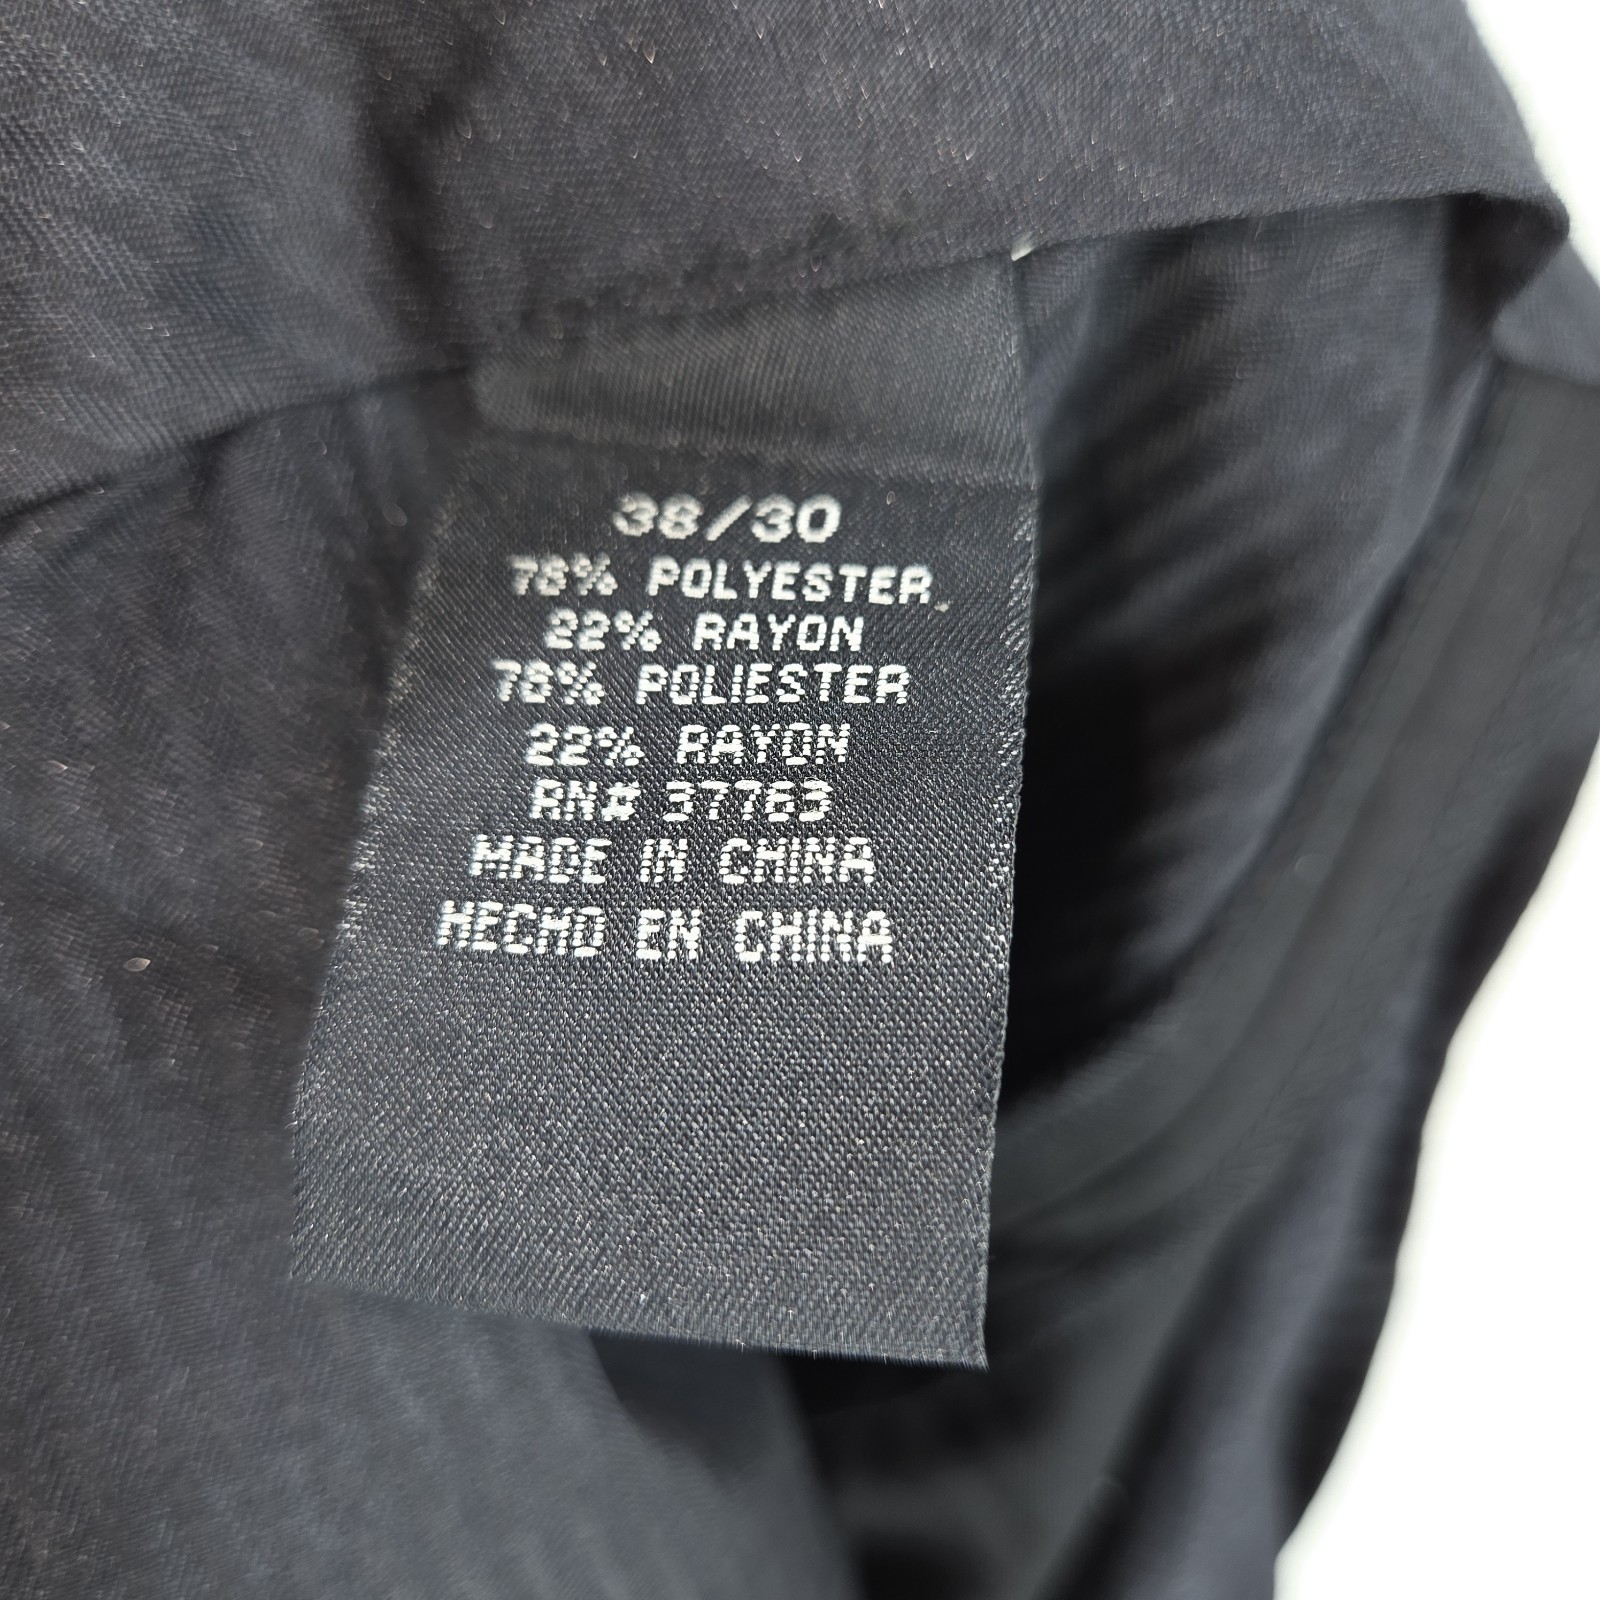 38/30
78% POLYESTER
22% RAYON
78% POLIESTER
22% RAYON
RN# 37763
MADE IN CHINA
HECHO EN CHINA